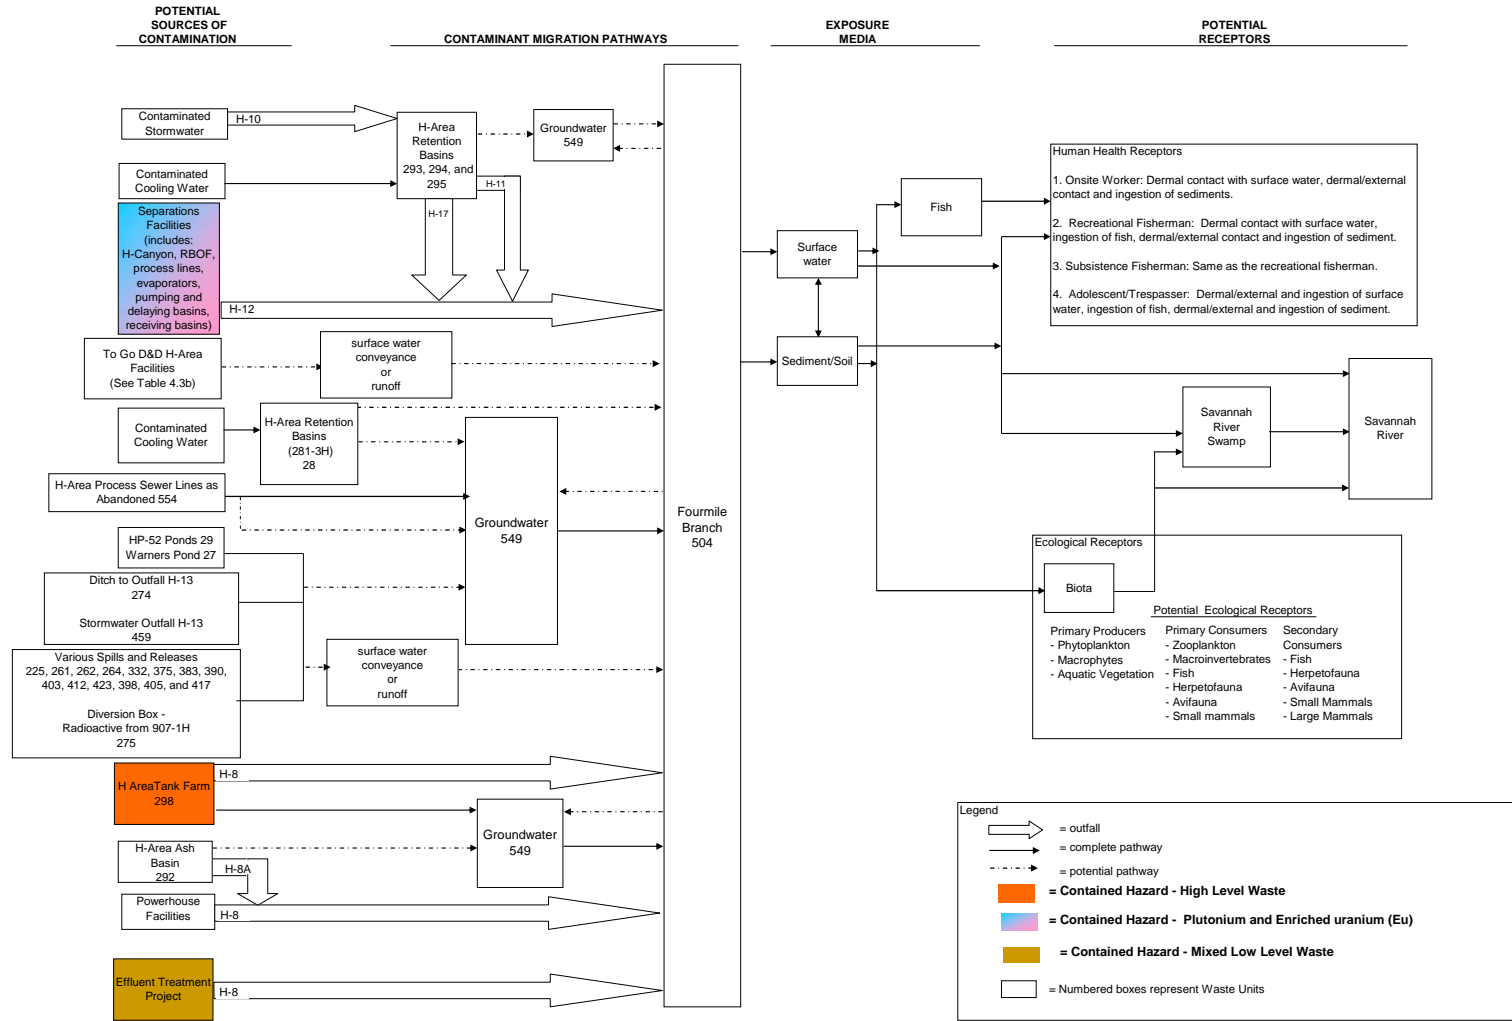 POTENTIAL
SOURCES OF
CONTAMINATION
CONTAMINANT MIGRATION PATHWAYS
EXPOSURE
MEDIA
POTENTIAL
RECEPTORS
Contaminated
Stormwater
H-10
H-Area
Retention
Basins
293, 294, and
295
Groundwater
549
Contaminated
Cooling Water
H-11
H-17
Separations
Facilities
(includes:
H-Canyon, RBOF,
process lines,
evaporators,
pumping and
delaying basins,
receiving basins)
H-12
To Go D&D H-Area
Facilities
(See Table 4.3b)
surface water
conveyance
or
runoff
Contaminated
Cooling Water
H-Area Retention
Basins
(281-3H)
28
H-Area Process Sewer Lines as
Abandoned 554
Groundwater
549
HP-52 Ponds 29
Warners Pond 27
Ditch to Outfall H-13
274
Stormwater Outfall H-13
459
Various Spills and Releases
225, 261, 262, 264, 332, 375, 383, 390,
403, 412, 423, 398, 405, and 417
Diversion Box -
Radioactive from 907-1H
275
surface water
conveyance
or
runoff
H AreaTank Farm
298
H-8
Groundwater
549
H-Area Ash
Basin
292
H-8A
Powerhouse
Facilities
H-8
Effluent Treatment
Project
H-8
Fourmile
Branch
504
Surface
water
Sediment/Soil
Fish
Human Health Receptors
1. Onsite Worker: Dermal contact with surface water, dermal/external
contact and ingestion of sediments.
2. Recreational Fisherman: Dermal contact with surface water,
ingestion of fish, dermal/external contact and ingestion of sediment.
3. Subsistence Fisherman: Same as the recreational fisherman.
4. Adolescent/Trespasser: Dermal/external and ingestion of surface
water, ingestion of fish, dermal/external and ingestion of sediment.
Savannah
River
Swamp
Savannah
River
Ecological Receptors
Biota
Potential Ecological Receptors
Primary Producers
- Phytoplankton
- Macrophytes
- Aquatic Vegetation
Primary Consumers
- Zooplankton
- Macroinvertebrates
- Fish
- Herpetofauna
- Avifauna
- Small mammals
Secondary
Consumers
- Fish
- Herpetofauna
- Avifauna
- Small Mammals
- Large Mammals
Legend
= outfall
= complete pathway
= potential pathway
= Contained Hazard - High Level Waste
= Contained Hazard - Plutonium and Enriched uranium (Eu)
= Contained Hazard - Mixed Low Level Waste
= Numbered boxes represent Waste Units